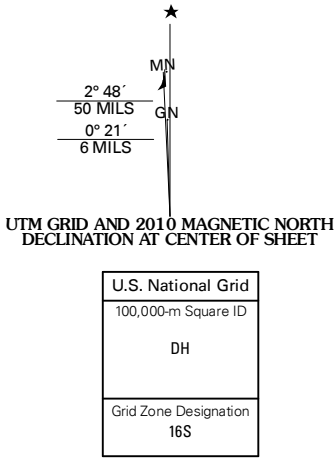 ★
MN
2° 48´
50 MILS
GN
0° 21´
6 MILS
UTM GRID AND 2010 MAGNETIC NORTH
DECLINATION AT CENTER OF SHEET
U.S. National Grid
100,000-m Square ID
DH
Grid Zone Designation
16S